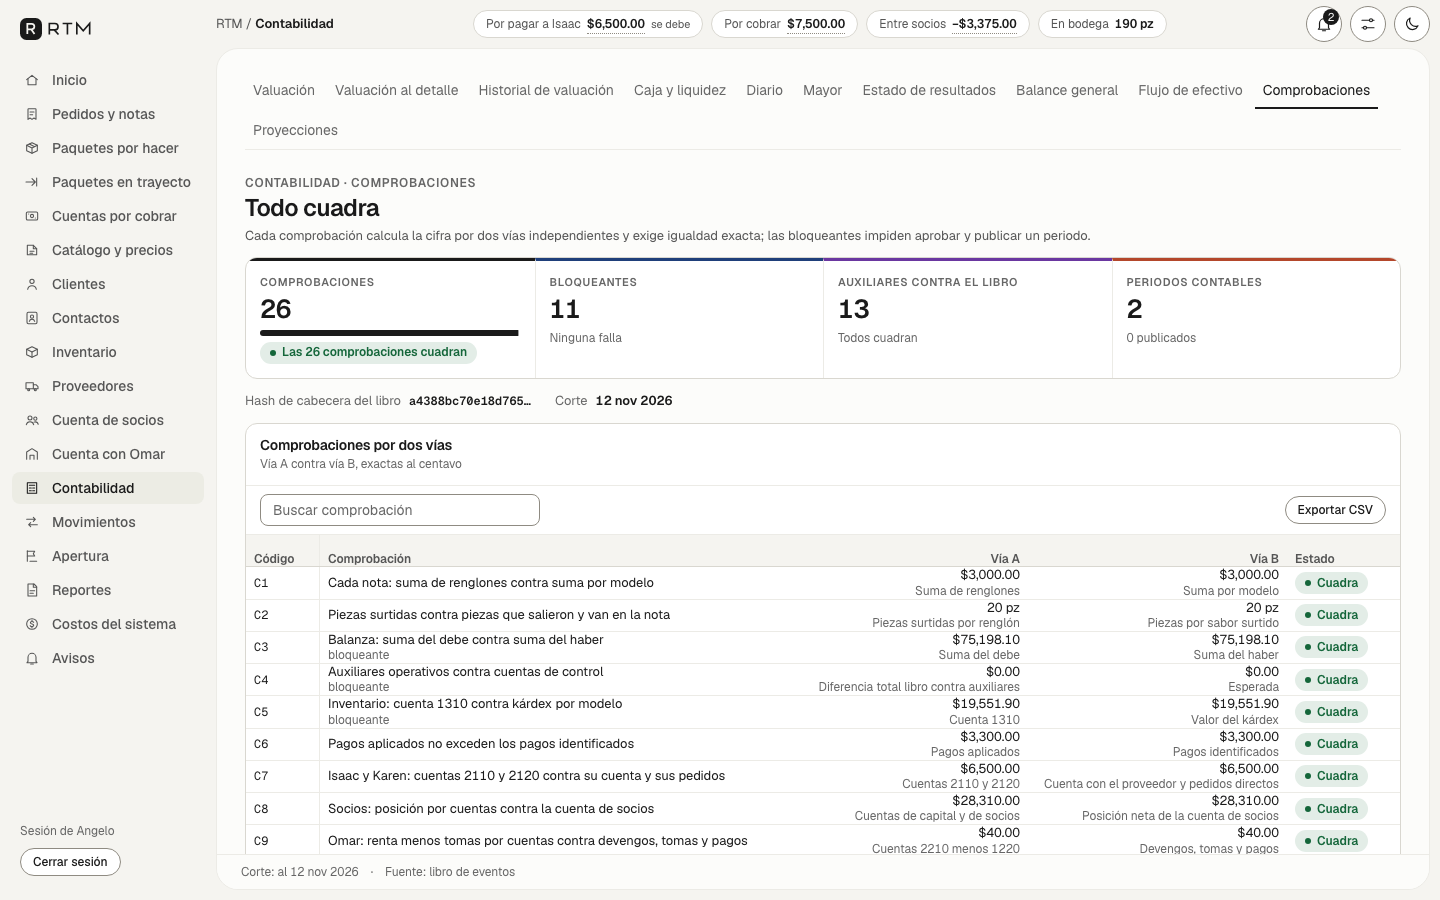 R RTM
RTM / Contabilidad
Por pagar a Isaac $6,500.00 se debe
Por cobrar $7,500.00
Entre socios −$3,375.00
En bodega 190 pz
2
Inicio
Pedidos y notas
Paquetes por hacer
Paquetes en trayecto
Cuentas por cobrar
Catálogo y precios
Clientes
Contactos
Inventario
Proveedores
Cuenta de socios
Cuenta con Omar
Contabilidad
Movimientos
Apertura
Reportes
Costos del sistema
Avisos
Sesión de Angelo
Cerrar sesión
Valuación Valuación al detalle Historial de valuación Caja y liquidez Diario Mayor Estado de resultados Balance general Flujo de efectivo Comprobaciones
Proyecciones
CONTABILIDAD · COMPROBACIONES
Todo cuadra
Cada comprobación calcula la cifra por dos vías independientes y exige igualdad exacta; las bloqueantes impiden aprobar y publicar un periodo.
COMPROBACIONES
26
Las 26 comprobaciones cuadran
BLOQUEANTES
11
Ninguna falla
AUXILIARES CONTRA EL LIBRO
13
Todos cuadran
PERIODOS CONTABLES
2
0 publicados
Hash de cabecera del libro a4388bc70e18d765… Corte 12 nov 2026
Comprobaciones por dos vías
Vía A contra vía B, exactas al centavo
Buscar comprobación
Exportar CSV
Código Comprobación Vía A Vía B Estado
C1 Cada nota: suma de renglones contra suma por modelo $3,000.00 $3,000.00 Cuadra
Suma de renglones Suma por modelo
C2 Piezas surtidas contra piezas que salieron y van en la nota 20 pz 20 pz Cuadra
Piezas surtidas por renglón Piezas por sabor surtido
C3 Balanza: suma del debe contra suma del haber $75,198.10 $75,198.10 Cuadra
bloqueante Suma del debe Suma del haber
C4 Auxiliares operativos contra cuentas de control $0.00 $0.00 Cuadra
bloqueante Diferencia total libro contra auxiliares Esperada
C5 Inventario: cuenta 1310 contra kárdex por modelo $19,551.90 $19,551.90 Cuadra
bloqueante Cuenta 1310 Valor del kárdex
C6 Pagos aplicados no exceden los pagos identificados $3,300.00 $3,300.00 Cuadra
Pagos aplicados Pagos identificados
C7 Isaac y Karen: cuentas 2110 y 2120 contra su cuenta y sus pedidos $6,500.00 $6,500.00 Cuadra
Cuentas 2110 y 2120 Cuenta con el proveedor y pedidos directos
C8 Socios: posición por cuentas contra la cuenta de socios $28,310.00 $28,310.00 Cuadra
Cuentas de capital y de socios Posición neta de la cuenta de socios
C9 Omar: renta menos tomas por cuentas contra devengos, tomas y pagos $40.00 $40.00 Cuadra
Cuentas 2210 menos 1220 Devengos, tomas y pagos
Corte: al 12 nov 2026 · Fuente: libro de eventos